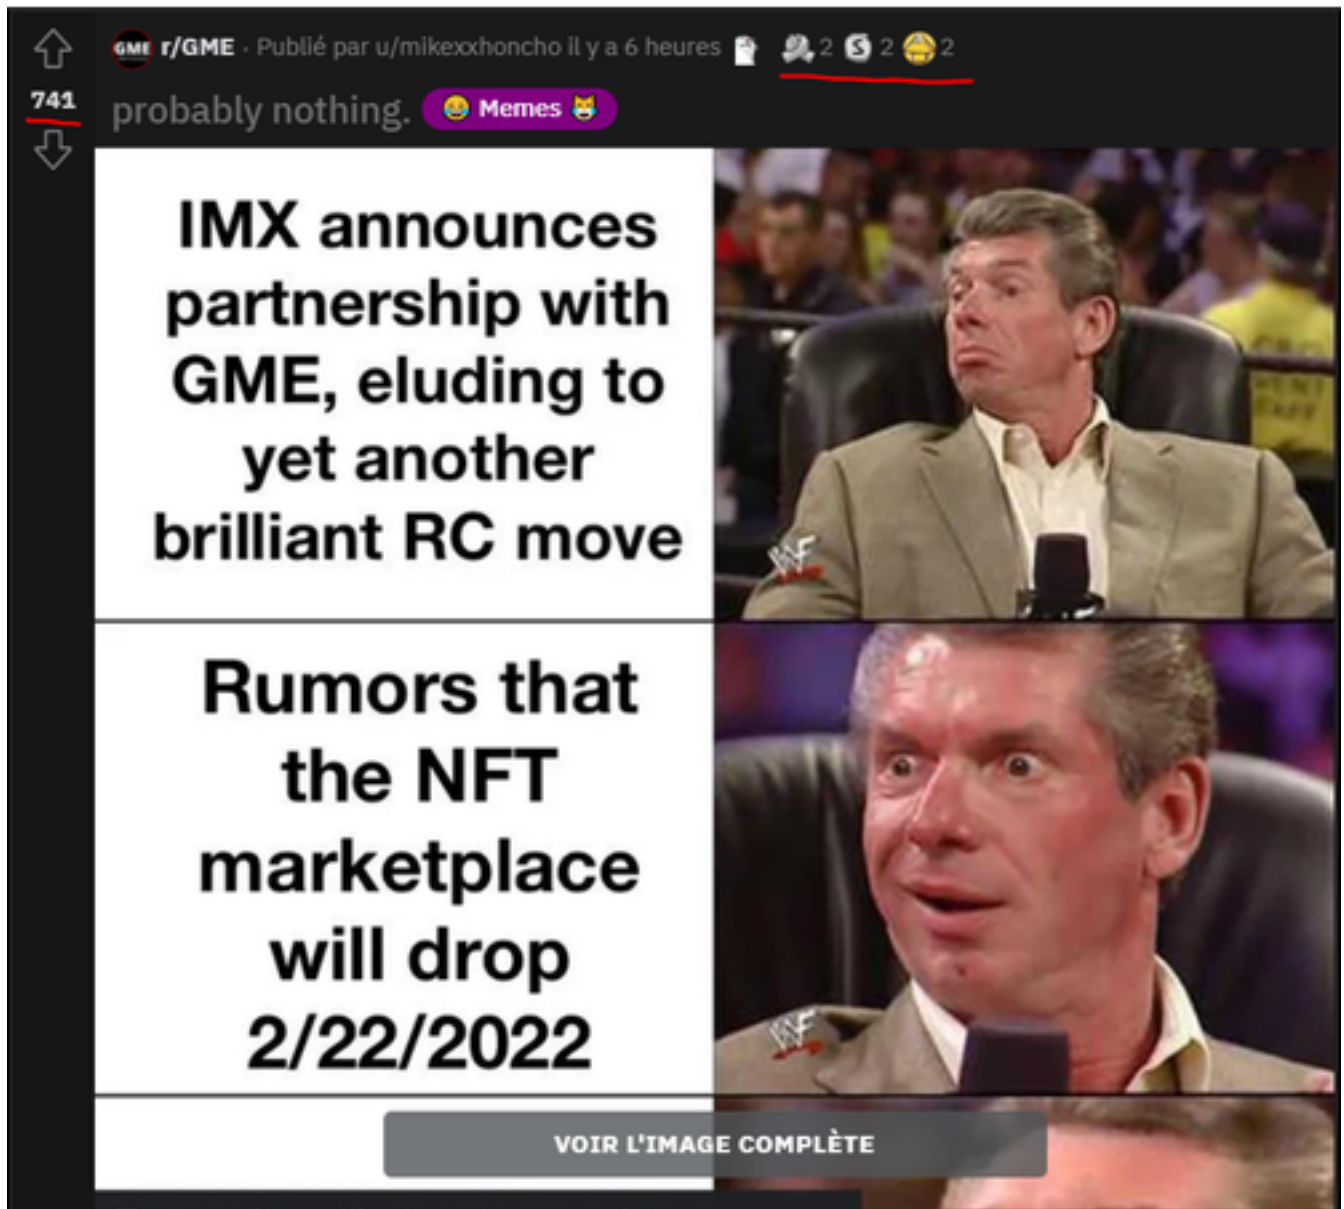 GME r/GME · Publié par u/mikexxhoncho il y a 6 heures 2 S 2 2
741
probably nothing. Memes
IMX announces
partnership with
GME, eluding to
yet another
brilliant RC move
Rumors that
the NFT
marketplace
will drop
2/22/2022
VOIR L'IMAGE COMPLÈTE